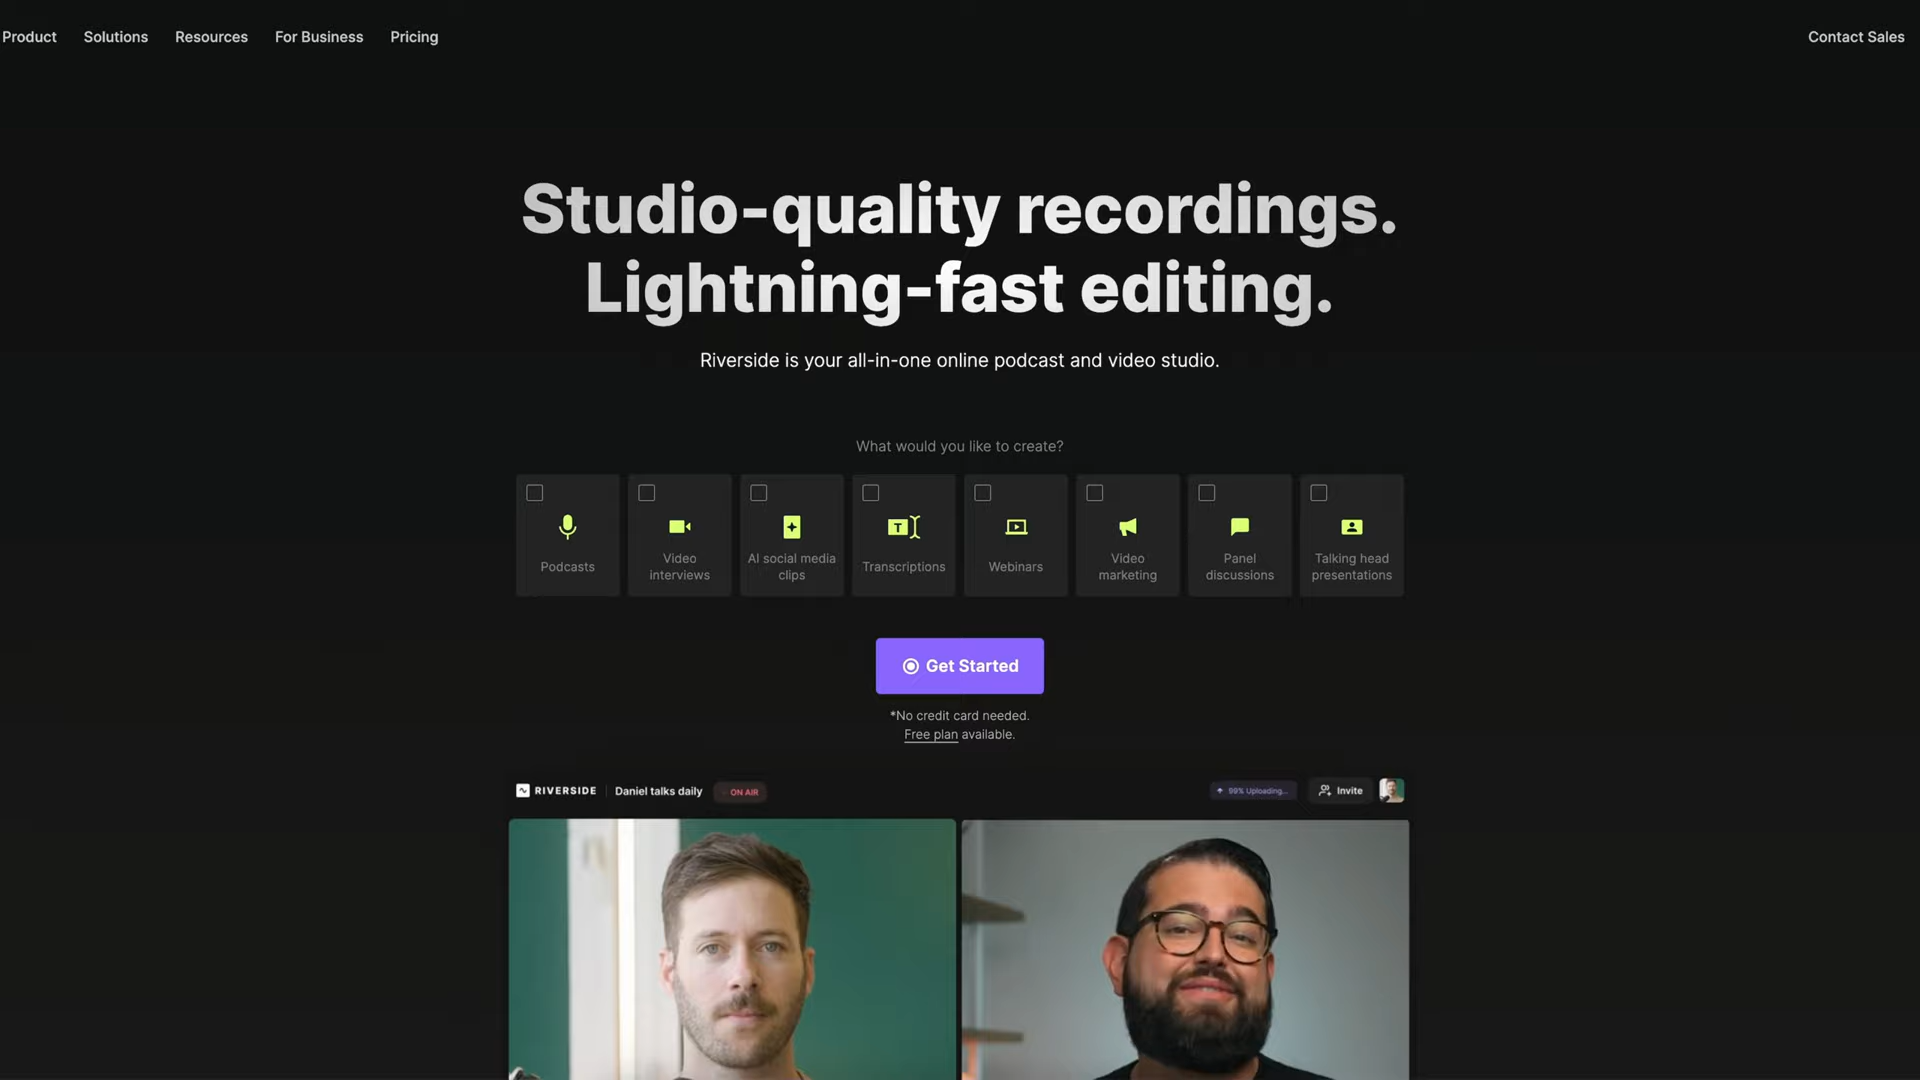 Product Solutions Resources For Business Pricing Contact Sales
Studio-quality recordings.
Lightning-fast editing.
Riverside is your all-in-one online podcast and video studio.
What would you like to create?
Podcasts
Video
interviews
AI social media
clips
Transcriptions
Webinars
Video
marketing
Panel
discussions
Talking head
presentations
Get Started
*No credit card needed.
Free plan available.
RIVERSIDE Daniel talks daily ON AIR 99% Uploading... Invite